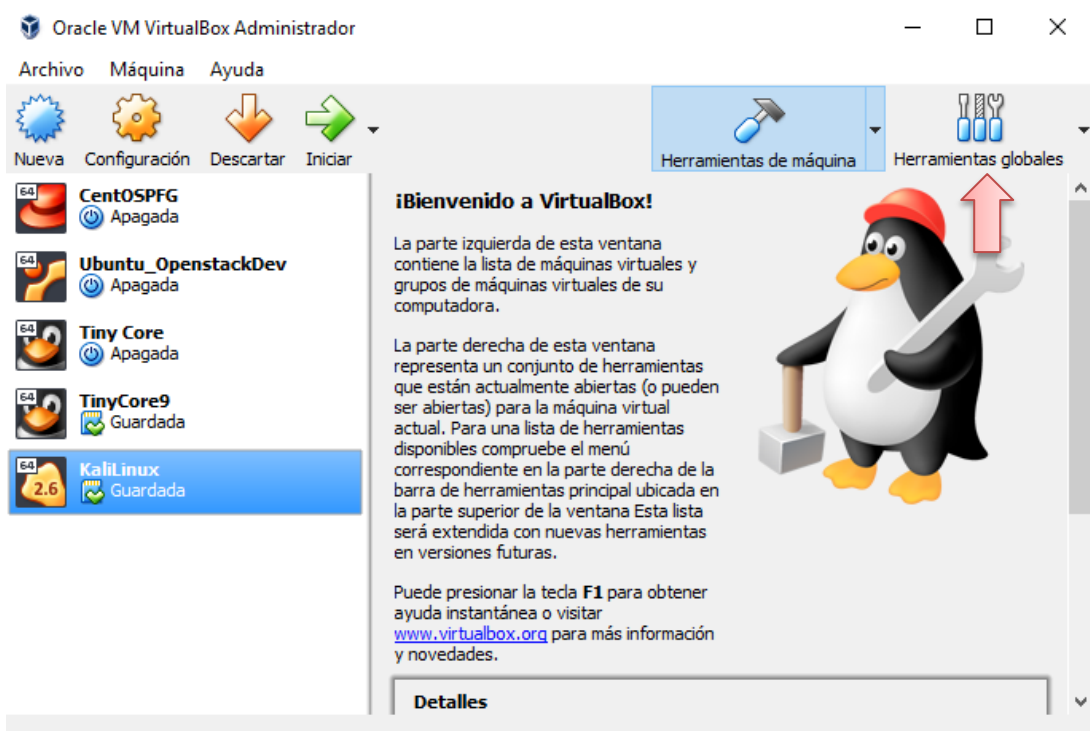 Oracle VM VirtualBox Administrador
Archivo Máquina Ayuda
Nueva Configuración Descartar Iniciar Herramientas de máquina Herramientas globales
64 CentOSPFG
Apagada
64 Ubuntu_OpenstackDev
Apagada
64 Tiny Core
Apagada
64 TinyCore9
Guardada
64 KaliLinux
2.6 Guardada
¡Bienvenido a VirtualBox!
La parte izquierda de esta ventana
contiene la lista de máquinas virtuales y
grupos de máquinas virtuales de su
computadora.
La parte derecha de esta ventana
representa un conjunto de herramientas
que están actualmente abiertas (o pueden
ser abiertas) para la máquina virtual
actual. Para una lista de herramientas
disponibles compruebe el menú
correspondiente en la parte derecha de la
barra de herramientas principal ubicada en
la parte superior de la ventana Esta lista
será extendida con nuevas herramientas
en versiones futuras.
Puede presionar la tecla F1 para obtener
ayuda instantánea o visitar
www.virtualbox.org para más información
y novedades.
Detalles